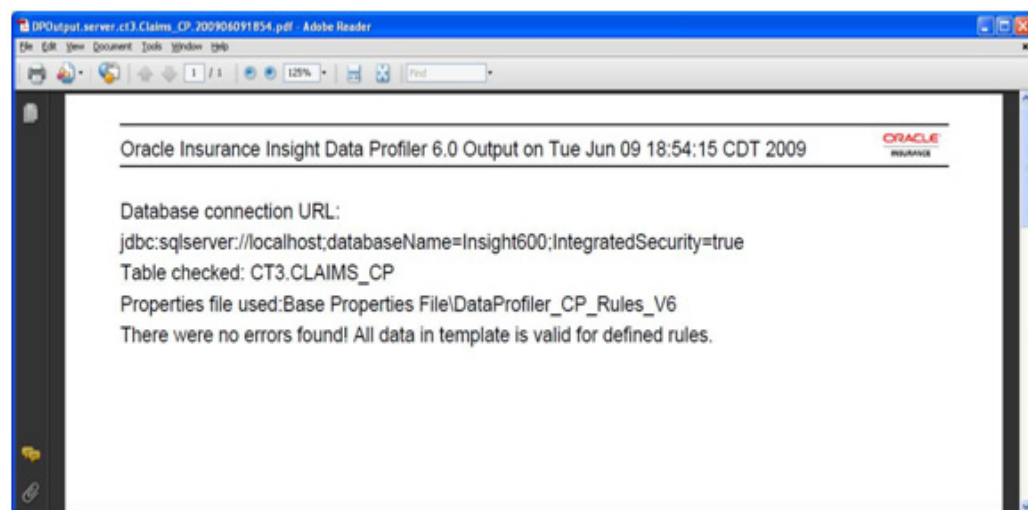 DPOutput.server.ct3.Claims_CP.200906091854.pdf - Adobe Reader
File Edit View Document Tools Window Help
1 / 1 125% Find
Oracle Insurance Insight Data Profiler 6.0 Output on Tue Jun 09 18:54:15 CDT 2009
ORACLE
INSURANCE
Database connection URL:
jdbc:sqlserver://localhost;databaseName=Insight600;IntegratedSecurity=true
Table checked: CT3.CLAIMS_CP
Properties file used:Base Properties File\DataProfiler_CP_Rules_V6
There were no errors found! All data in template is valid for defined rules.